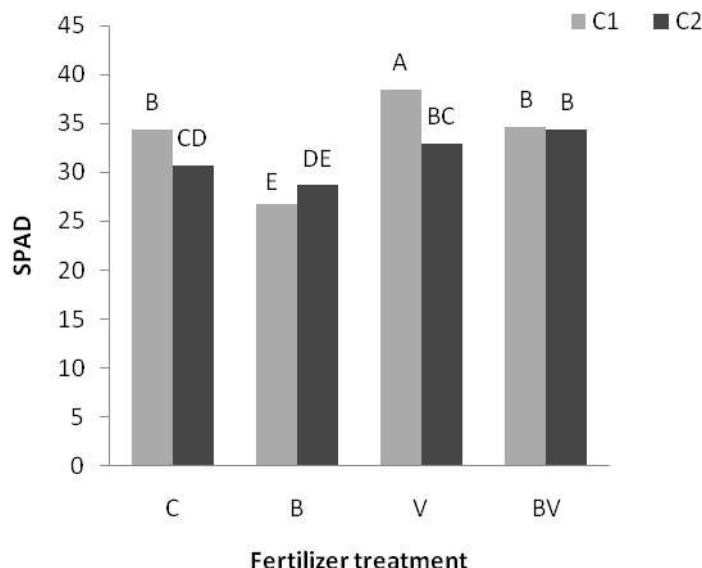 45
C1 C2
A
40
B B B
BC
35
CD
DE
30
E
25
20
15
10
5
0
SPAD
C B V BV
Fertilizer treatment